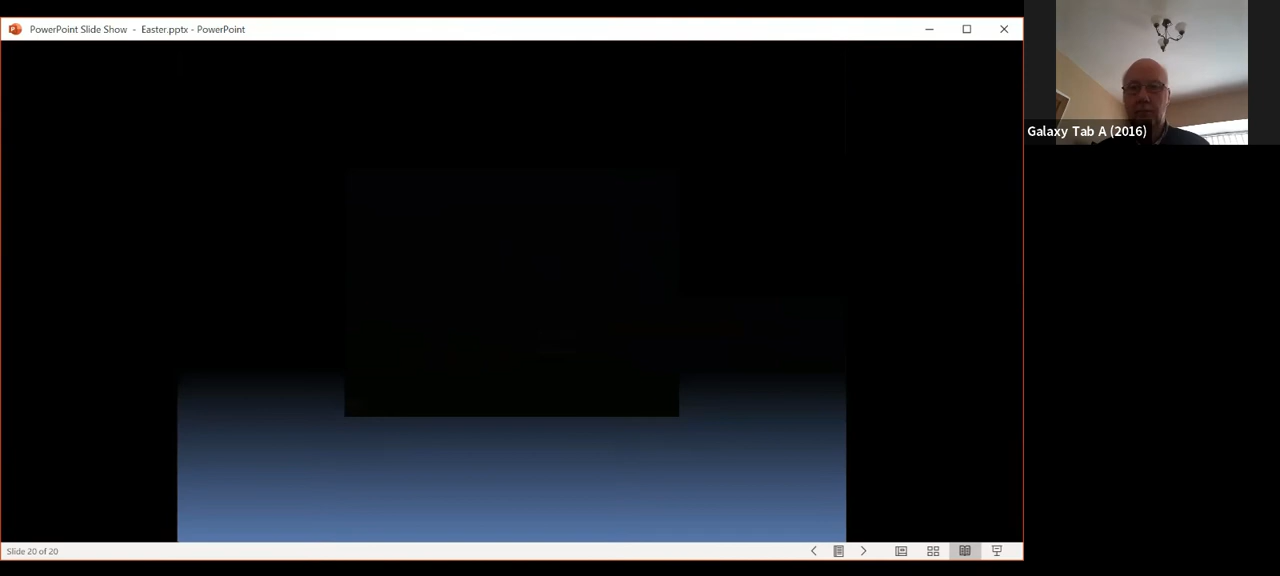 PowerPoint Slide Show - Easter.pptx - PowerPoint
Galaxy Tab A (2016)
Slide 20 of 20